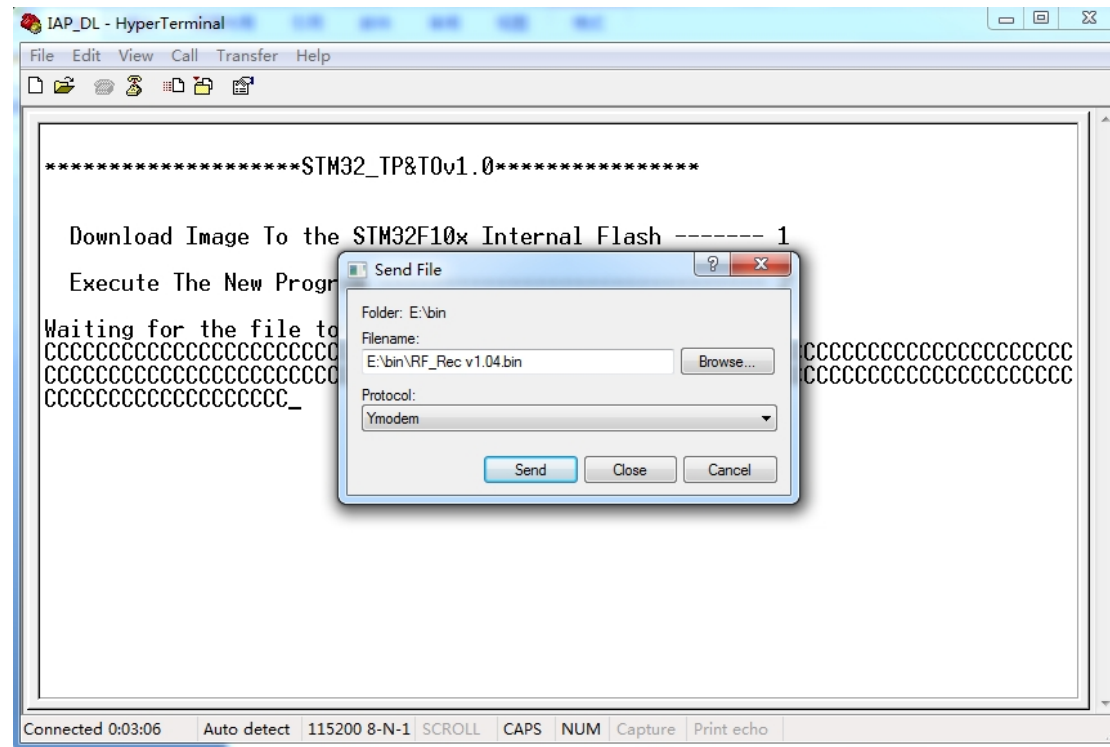 IAP_DL - HyperTerminal
File Edit View Call Transfer Help
********************STM32_TP&TOv1.0****************
Download Image To the STM32F10x Internal Flash ------- 1
Execute The New Progr
Waiting for the file to
CCCCCCCCCCCCCCCCCCCCCCC CCCCCCCCCCCCCCCCCCCCC
CCCCCCCCCCCCCCCCCCCCCCC CCCCCCCCCCCCCCCCCCCCC
CCCCCCCCCCCCCCCCCCC_
Send File
Folder: E:\bin
Filename:
E:\bin\RF_Rec v1.04.bin Browse...
Protocol:
Ymodem
Send Close Cancel
Connected 0:03:06 Auto detect 115200 8-N-1 SCROLL CAPS NUM Capture Print echo